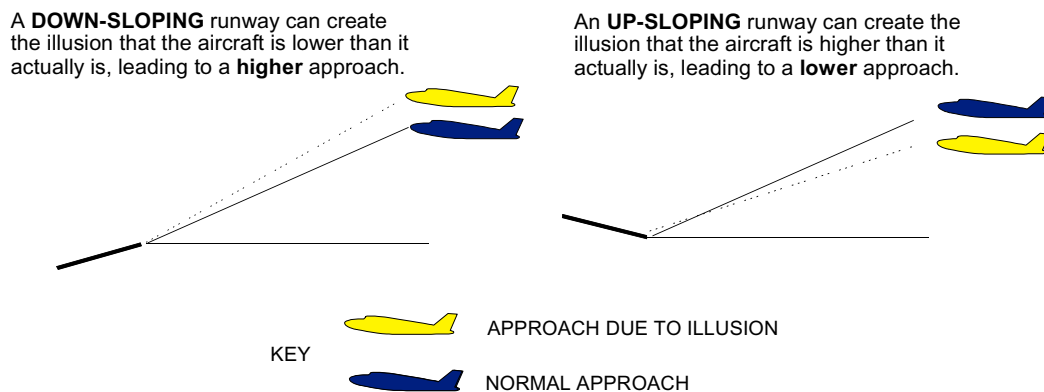 A DOWN-SLOPING runway can create
the illusion that the aircraft is lower than it
actually is, leading to a higher approach.
An UP-SLOPING runway can create the
illusion that the aircraft is higher than it
actually is, leading to a lower approach.
KEY
APPROACH DUE TO ILLUSION
NORMAL APPROACH